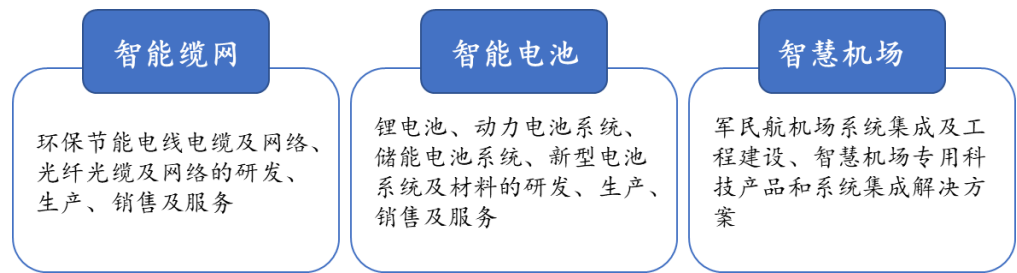 智能缆网
环保节能电线电缆及网络、
光纤光缆及网络的研发、
生产、销售及服务
智能电池
锂电池、动力电池系统、
储能电池系统、新型电池
系统及材料的研发、生产、
销售及服务
智慧机场
军民航机场系统集成及工
程建设、智慧机场专用科
技产品和系统集成解决方
案